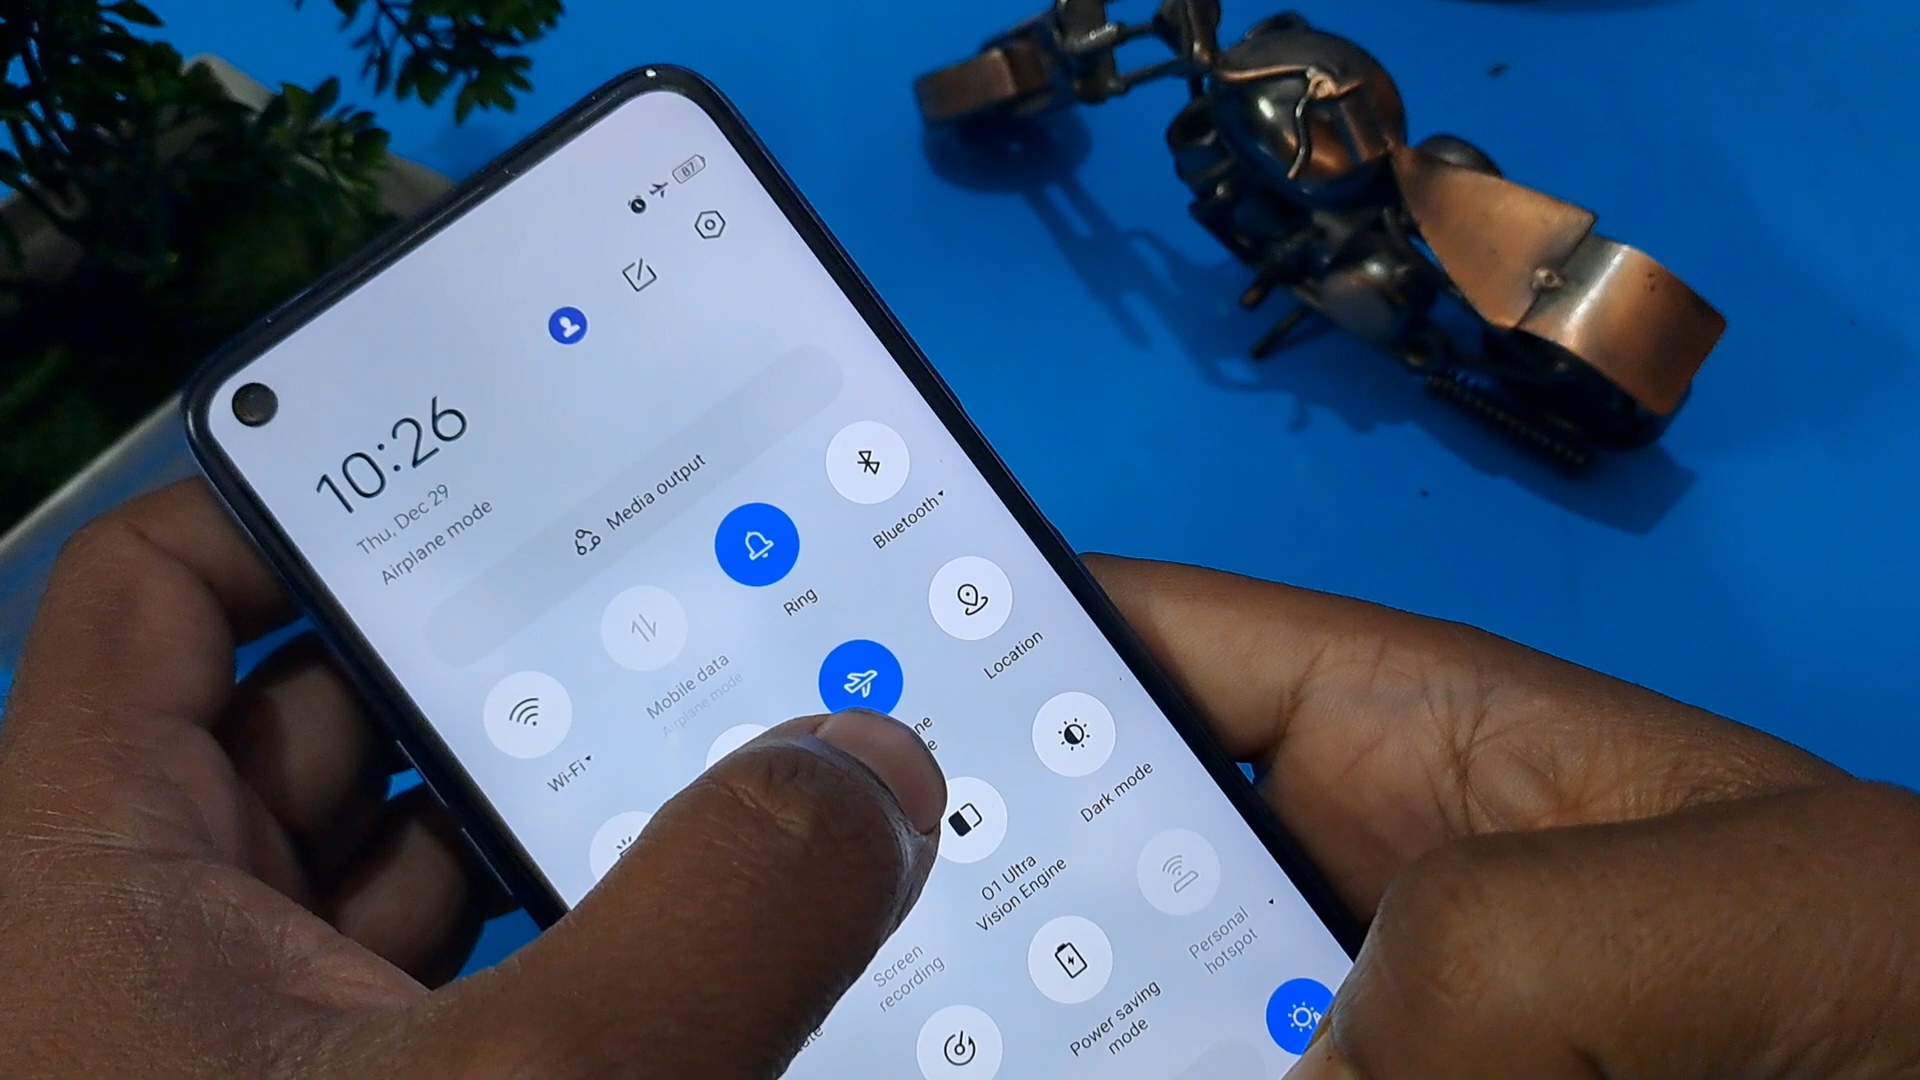 87
10:26
Thu, Dec 29
Airplane mode
Media output
Wi-Fi
Mobile data
Airplane mode
Ring
Bluetooth
Location
Dark mode
O1 Ultra
Vision Engine
Screen
recording
Power saving
mode
Personal
hotspot